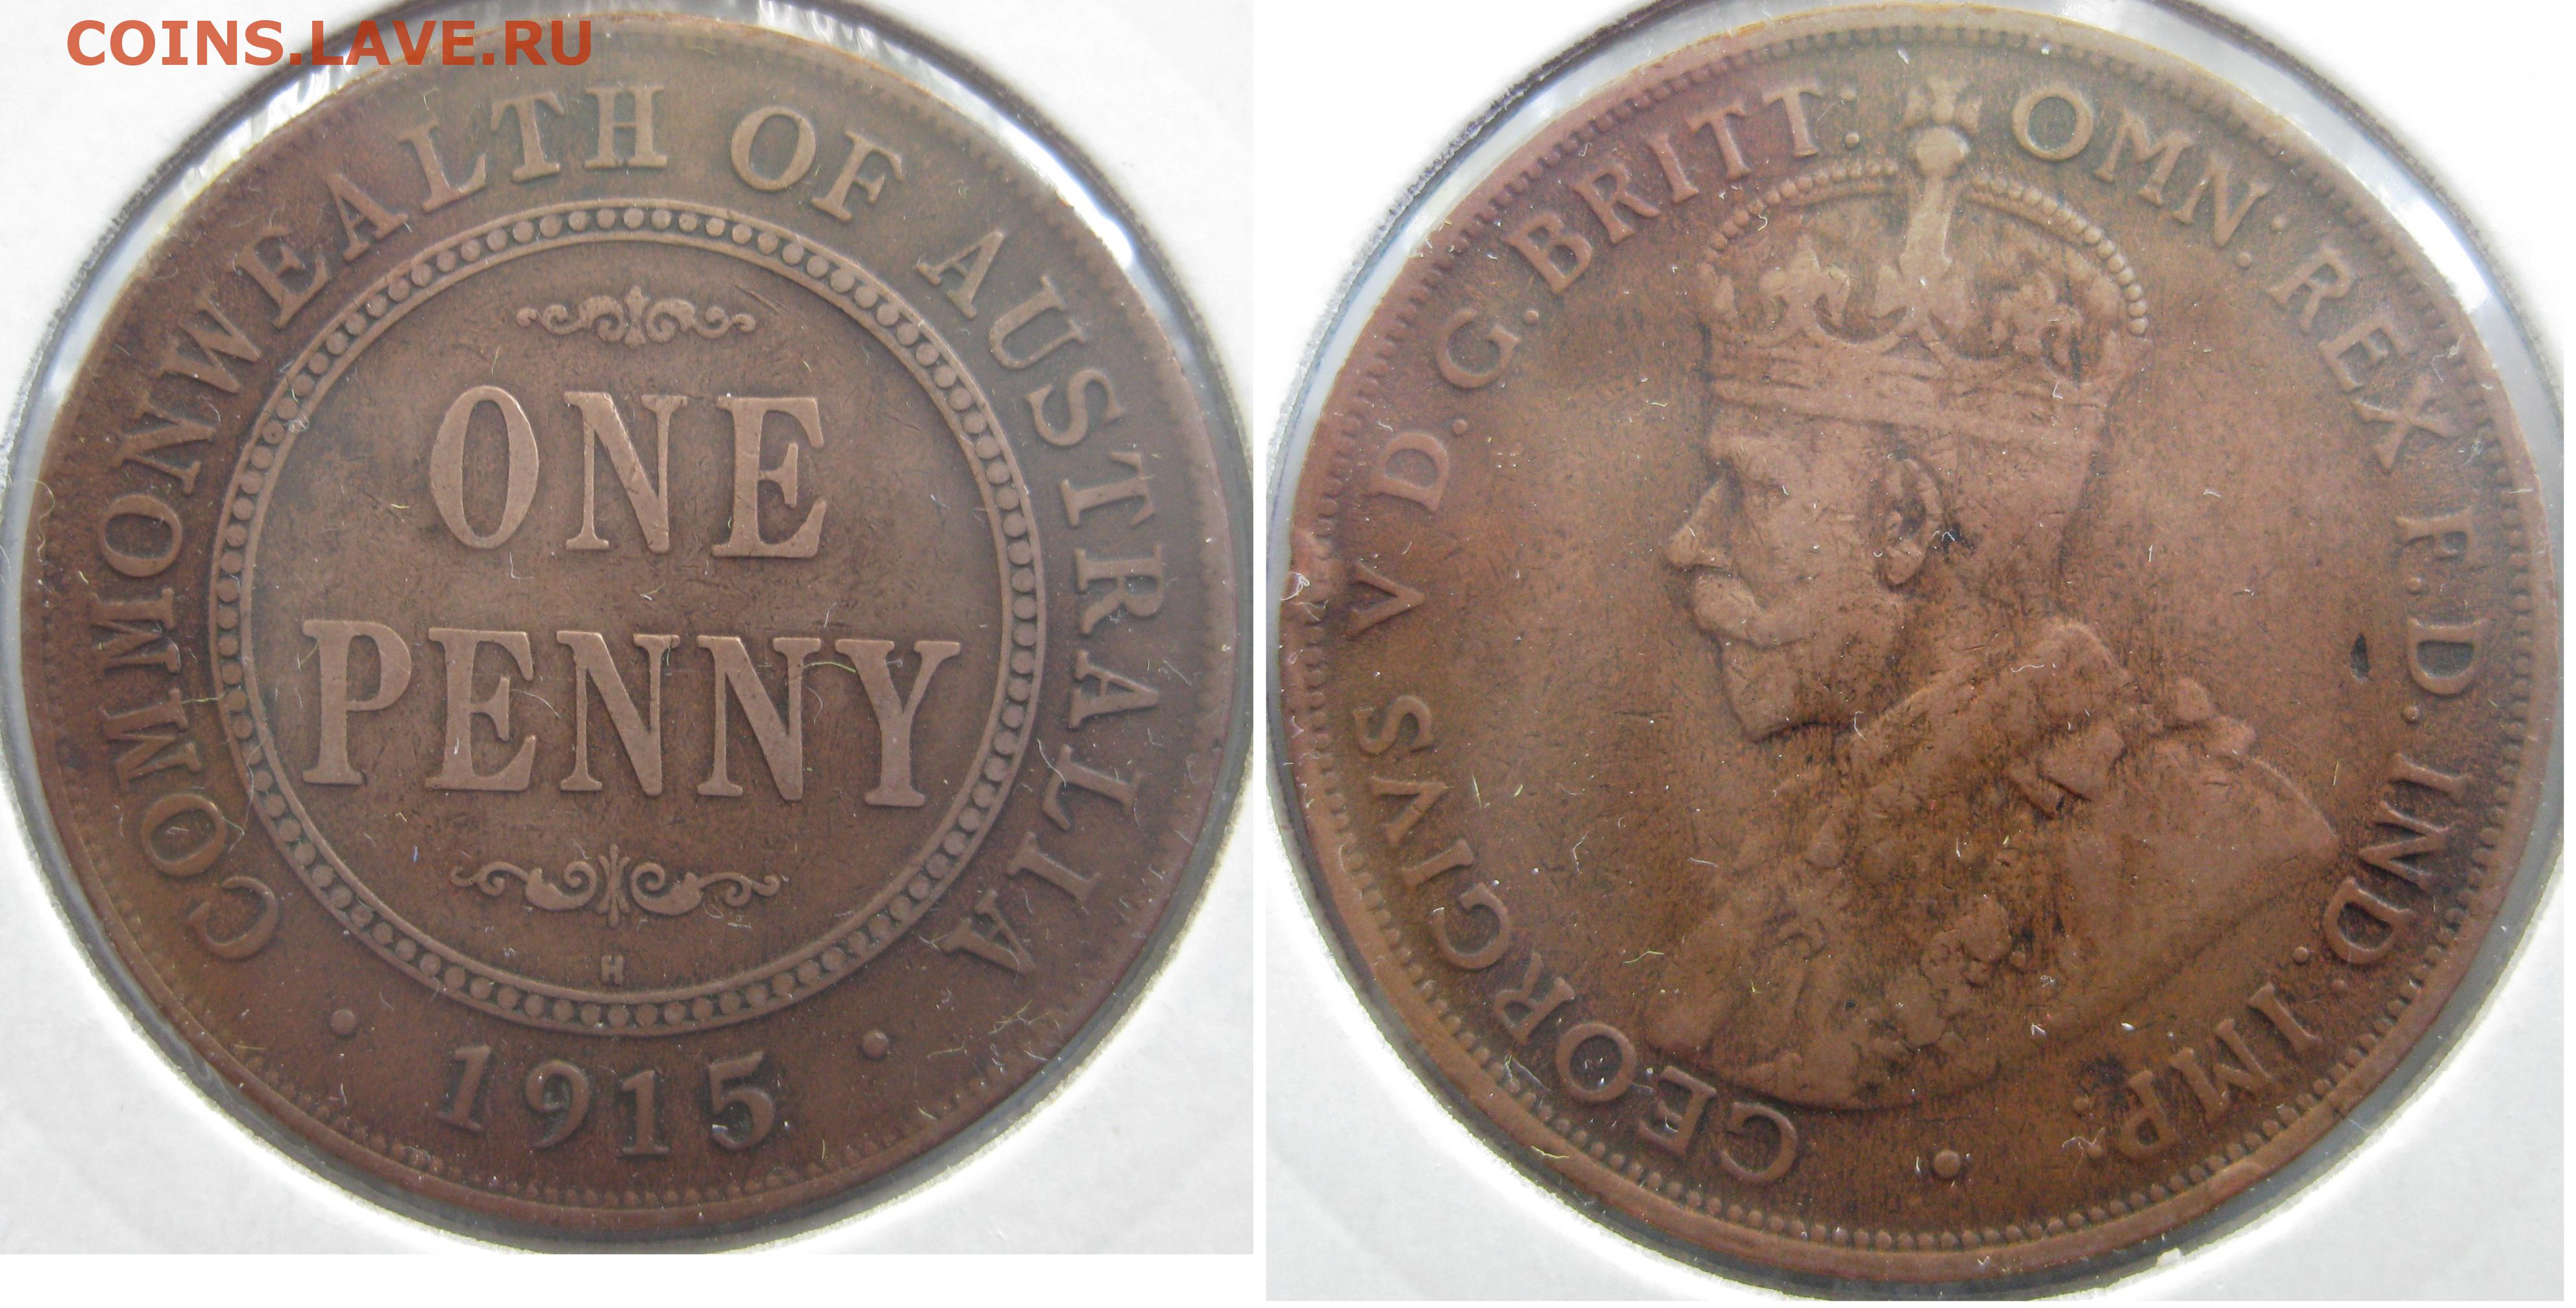 COINS.LAVE.RU
COMMONWEALTH OF AUSTRALIA
ONE
PENNY
H
· 1915 ·
GEORGIVS V D.G. BRITT: OMN: REX F.D. IND: IMP: ·